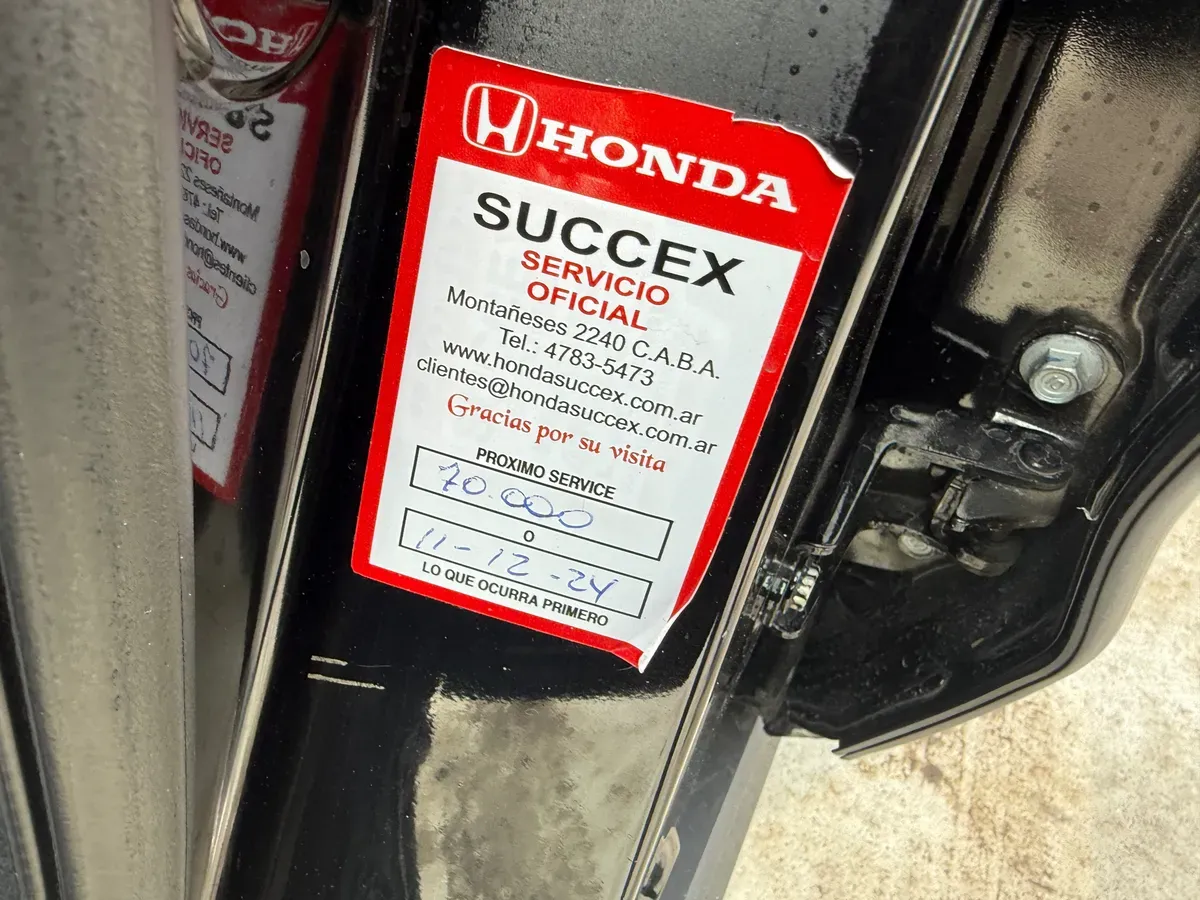 HONDA
SUCCEX
SERVICIO
OFICIAL
Montañeses 2240 C.A.B.A.
Tel.: 4783-5473
www.hondasuccex.com.ar
clientes@hondasuccex.com.ar
Gracias por su visita
PROXIMO SERVICE
70.000
O
11-12-24
LO QUE OCURRA PRIMERO